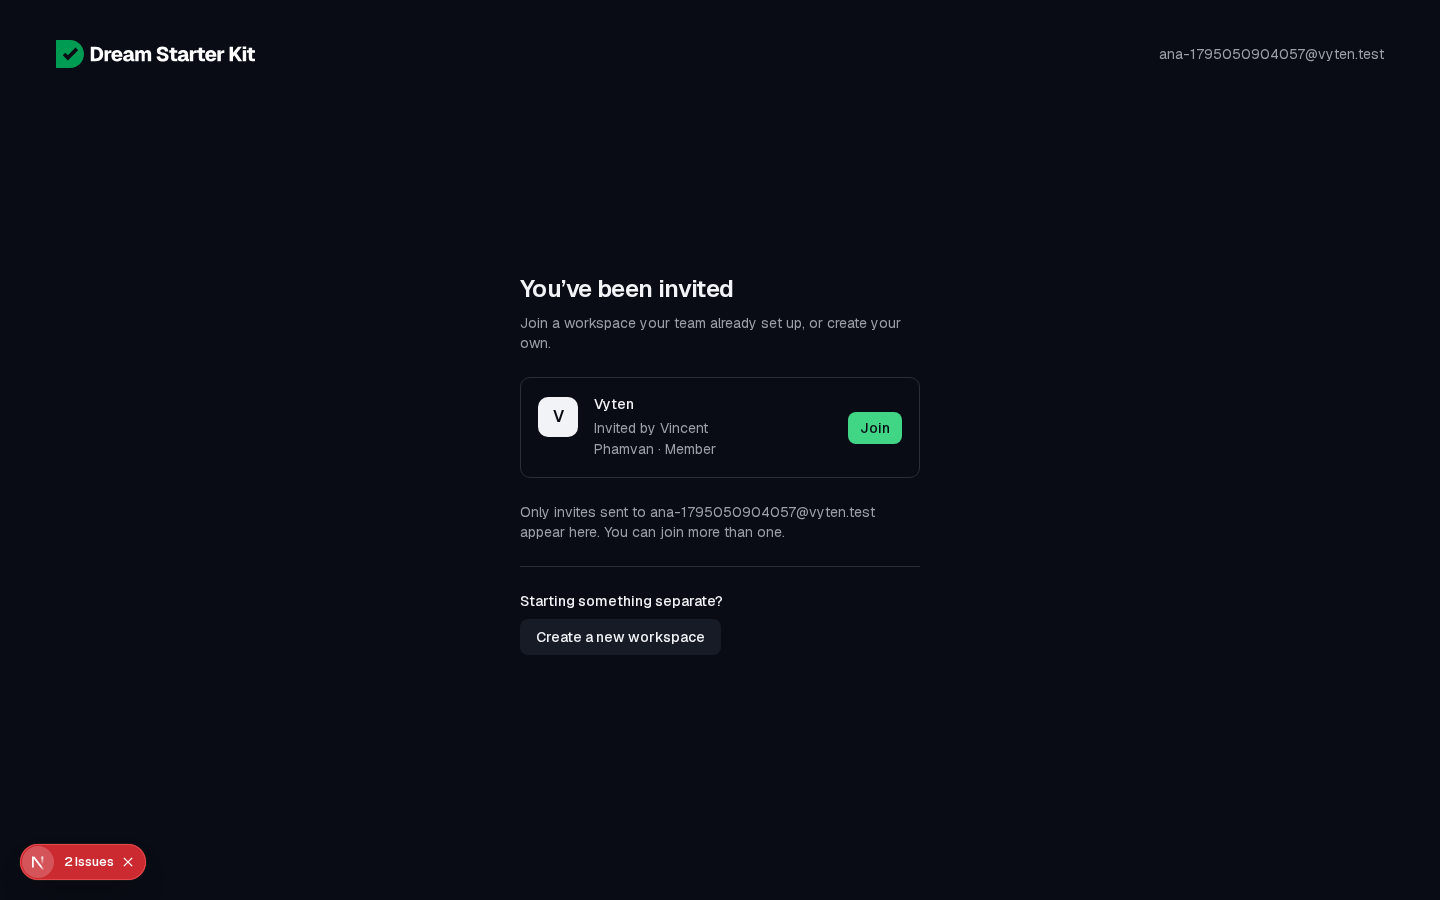 Dream Starter Kit
ana-1795050904057@vyten.test
You’ve been invited
Join a workspace your team already set up, or create your
own.
V
Vyten
Invited by Vincent
Phamvan · Member
Join
Only invites sent to ana-1795050904057@vyten.test
appear here. You can join more than one.
Starting something separate?
Create a new workspace
N
2 Issues